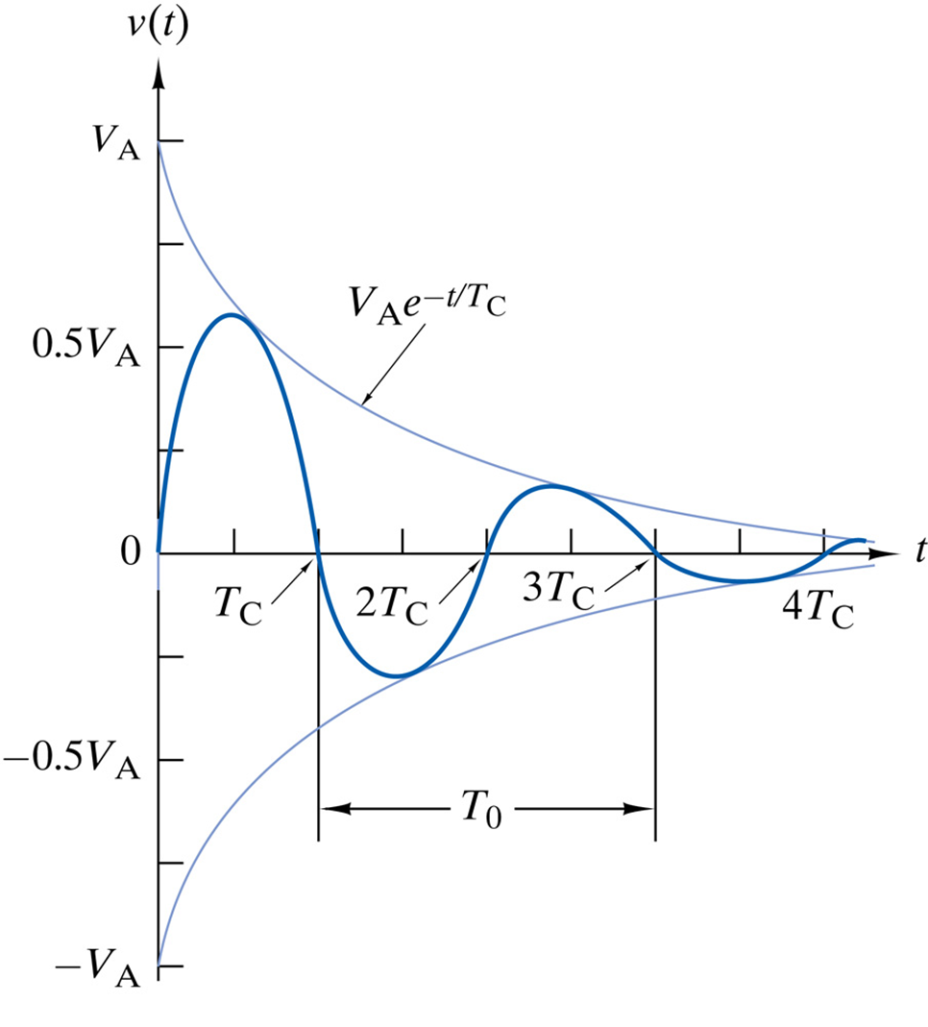 v(t)
V_A
V_A e^{−t/T_C}
0.5V_A
0
t
T_C
2T_C
3T_C
4T_C
−0.5V_A
T_0
−V_A